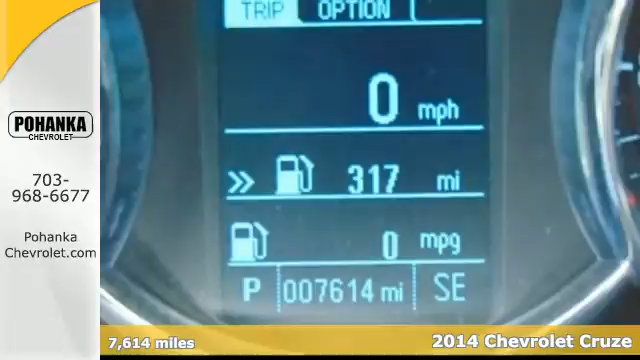 POHANKA
CHEVROLET
703-
968-6677
Pohanka
Chevrolet.com
TRIP OPTION
0 mph
317 mi
0 mpg
P 007614 mi SE
7,614 miles
2014 Chevrolet Cruze